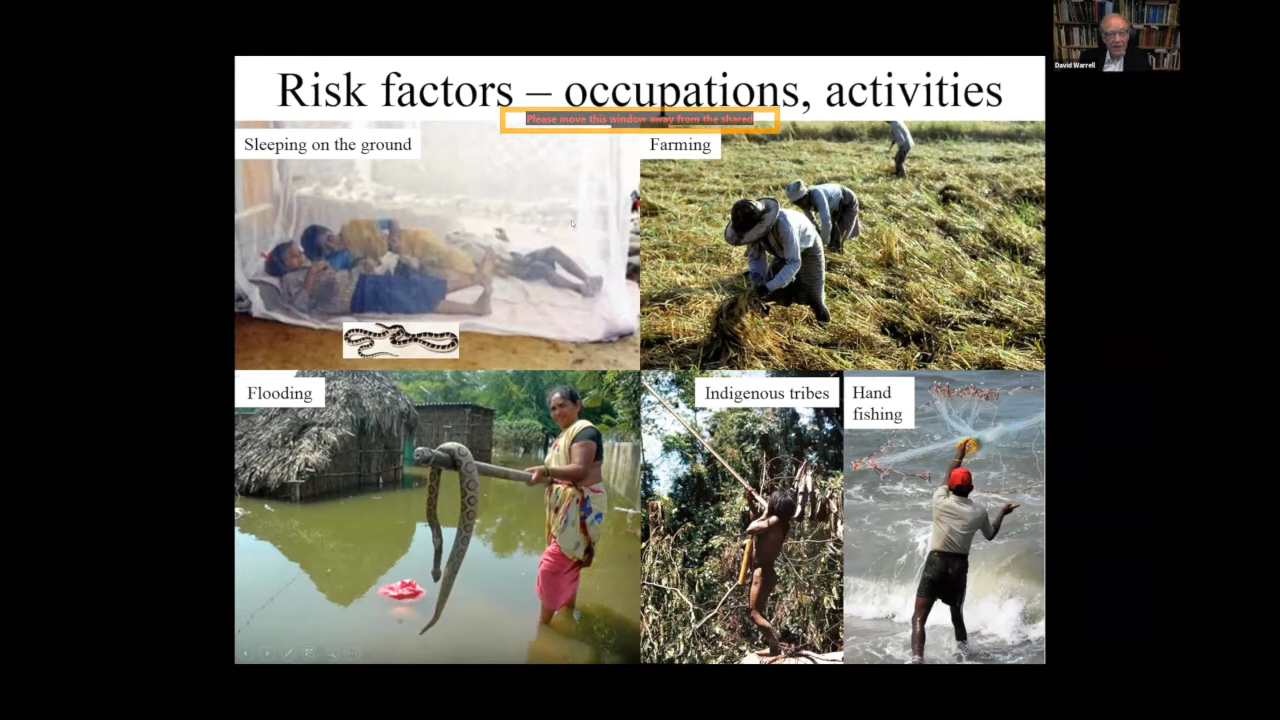 David Warrell
Risk factors – occupations, activities
Please move this window away from the shared
Sleeping on the ground
Farming
Flooding
Indigenous tribes
Hand
fishing